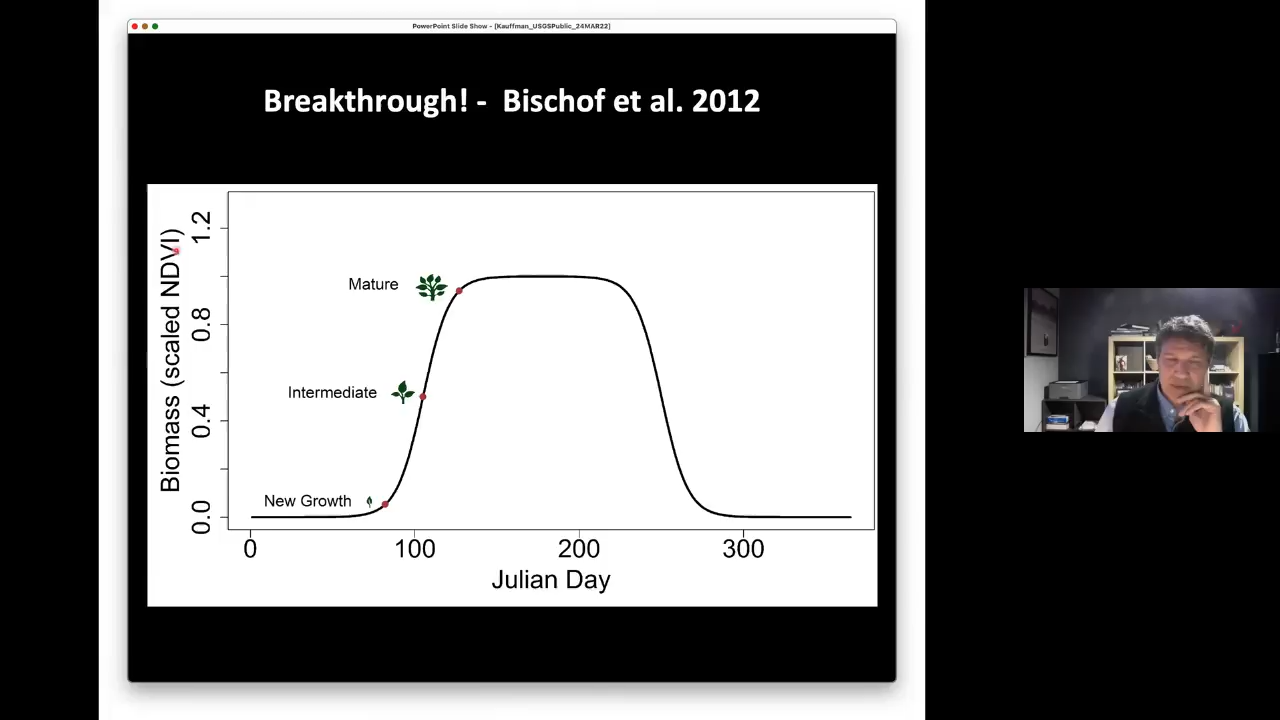 PowerPoint Slide Show - [Kauffman_USGSPublic_24MAR22]
Breakthrough! - Bischof et al. 2012
Biomass (scaled NDVI)
1.2
0.8
0.4
0.0
Mature
Intermediate
New Growth
0 100 200 300
Julian Day